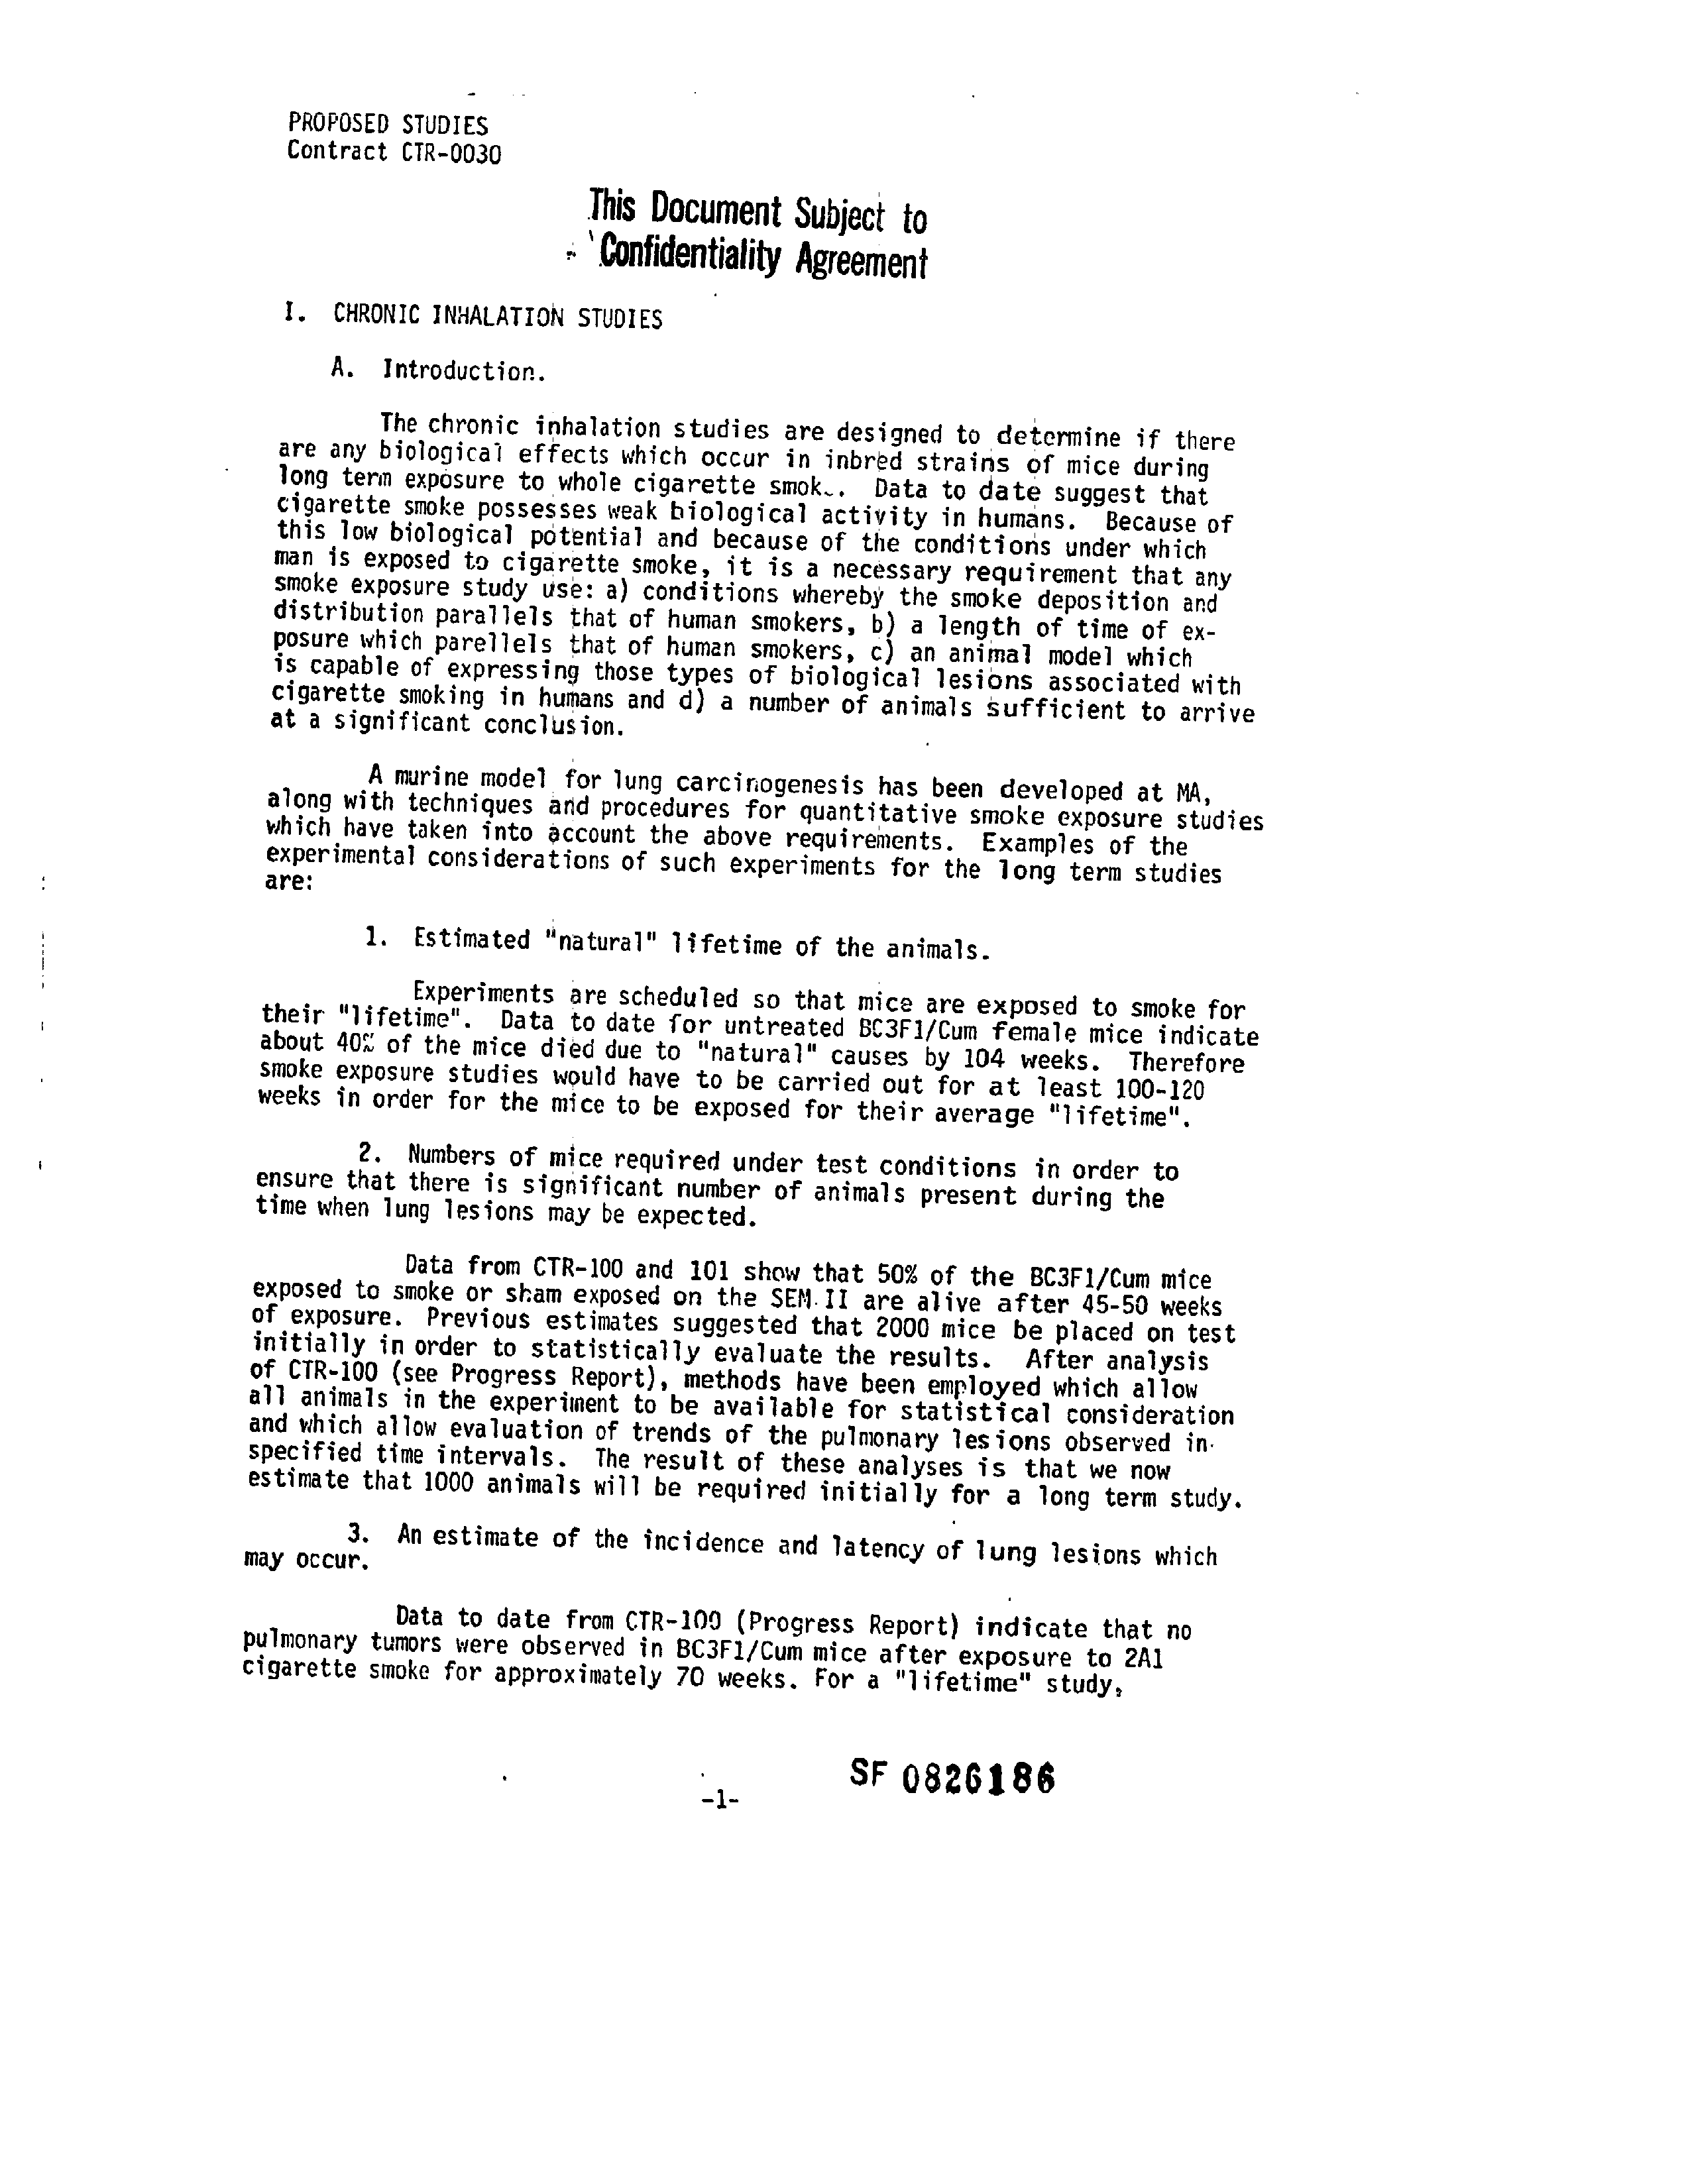 PROPOSED STUDIES
Contract CTR-0030
This Document Subject to
Confidentiality Agreement
I. CHRONIC INHALATION STUDIES
A. Introduction.
The chronic inhalation studies are designed to determine if there
are any biological effects which occur in inbred strains of mice during
long term exposure to whole cigarette smok.. Data to date suggest that
cigarette smoke possesses weak biological activity in humans. Because of
this low biological potential and because of the conditions under which
man is exposed to cigarette smoke, it is a necessary requirement that any
smoke exposure study use: a) conditions whereby the smoke deposition and
distribution parallels that of human smokers, b) a length of time of ex-
posure which parellels that of human smokers, c) an animal model which
is capable of expressing those types of biological lesions associated with
cigarette smoking in humans and d) a number of animals sufficient to arrive
at a significant conclusion.
A murine model for lung carcinogenesis has been developed at MA,
along with techniques and procedures for quantitative smoke exposure studies
which have taken into account the above requirements. Examples of the
experimental considerations of such experiments for the long term studies
are:
1. Estimated "natural" lifetime of the animals.
Experiments are scheduled so that mice are exposed to smoke for
their "lifetime". Data to date for untreated BC3F1/Cum female mice indicate
about 40% of the mice died due to "natural" causes by 104 weeks. Therefore
smoke exposure studies would have to be carried out for at least 100-120
weeks in order for the mice to be exposed for their average "lifetime".
2. Numbers of mice required under test conditions in order to
ensure that there is significant number of animals present during the
time when lung lesions may be expected.
Data from CTR-100 and 101 show that 50% of the BC3F1/Cum mice
exposed to smoke or sham exposed on the SEM II are alive after 45-50 weeks
of exposure. Previous estimates suggested that 2000 mice be placed on test
initially in order to statistically evaluate the results. After analysis
of CTR-100 (see Progress Report), methods have been employed which allow
all animals in the experiment to be available for statistical consideration
and which allow evaluation of trends of the pulmonary lesions observed in
specified time intervals. The result of these analyses is that we now
estimate that 1000 animals will be required initially for a long term study.
3. An estimate of the incidence and latency of lung lesions which
may occur.
Data to date from CTR-100 (Progress Report) indicate that no
pulmonary tumors were observed in BC3F1/Cum mice after exposure to 2A1
cigarette smoke for approximately 70 weeks. For a "lifetime" study,
SF 0826186
-1-